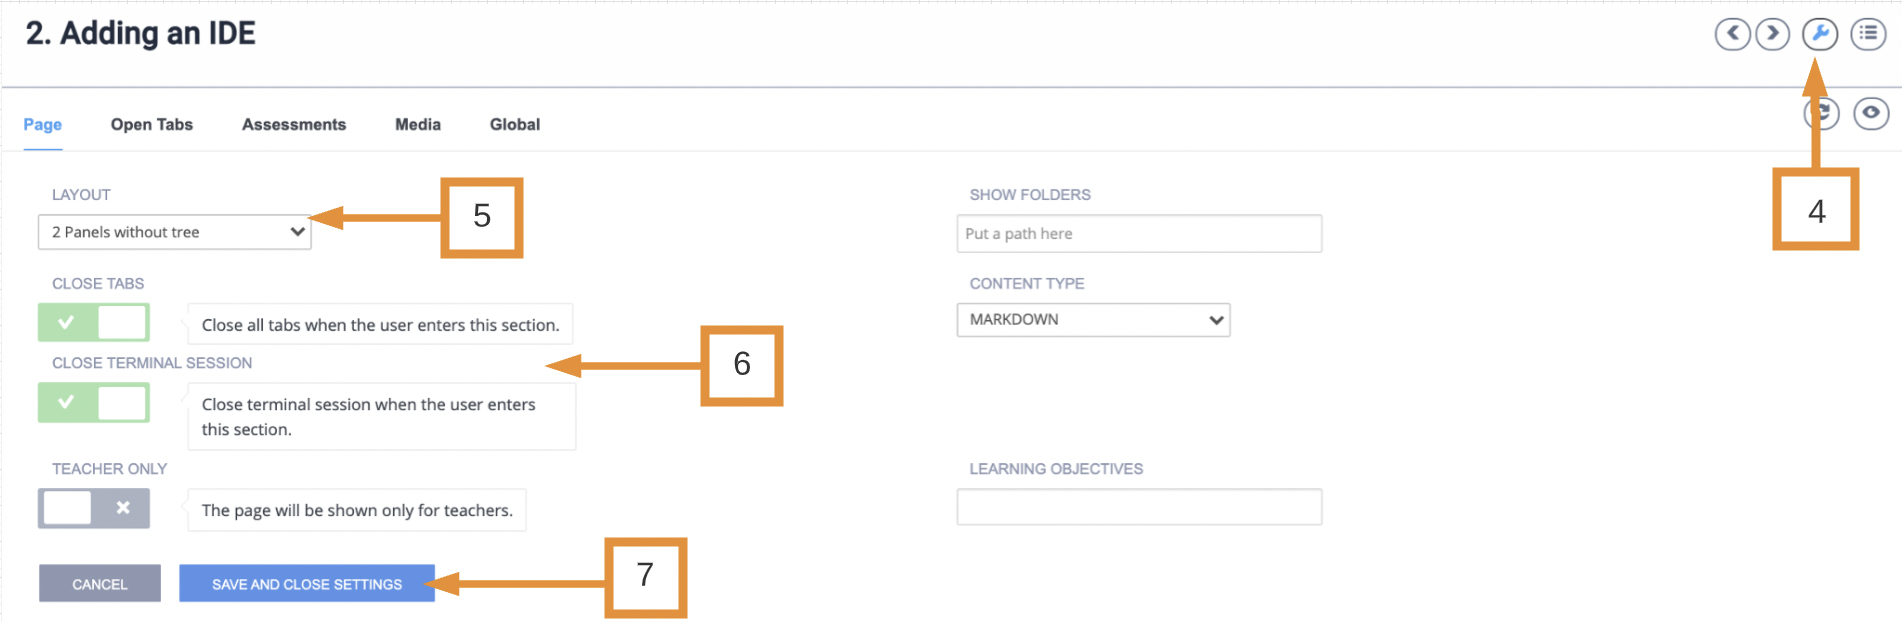 2. Adding an IDE
Page Open Tabs Assessments Media Global
LAYOUT
2 Panels without tree
5
SHOW FOLDERS
Put a path here
4
CLOSE TABS
Close all tabs when the user enters this section.
CONTENT TYPE
MARKDOWN
CLOSE TERMINAL SESSION
6
Close terminal session when the user enters
this section.
TEACHER ONLY
The page will be shown only for teachers.
LEARNING OBJECTIVES
CANCEL
SAVE AND CLOSE SETTINGS
7